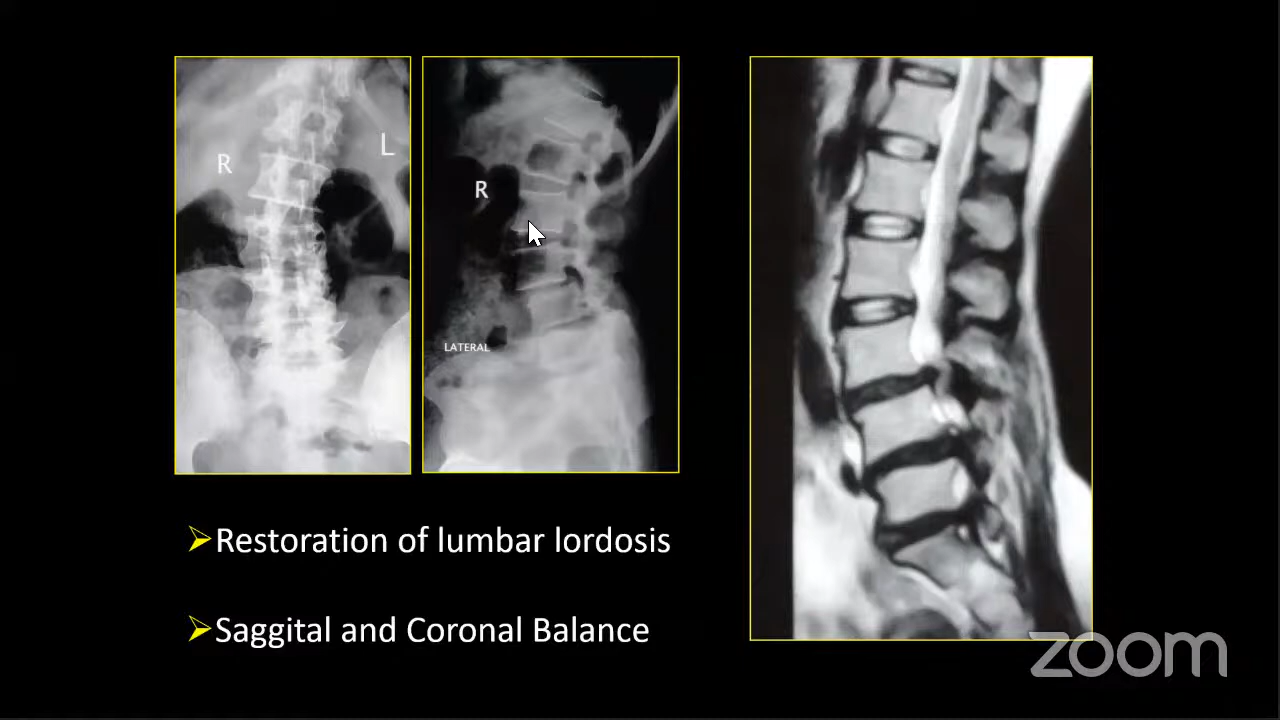 R
L
R
LATERAL
➢Restoration of lumbar lordosis
➢Saggital and Coronal Balance
zoom